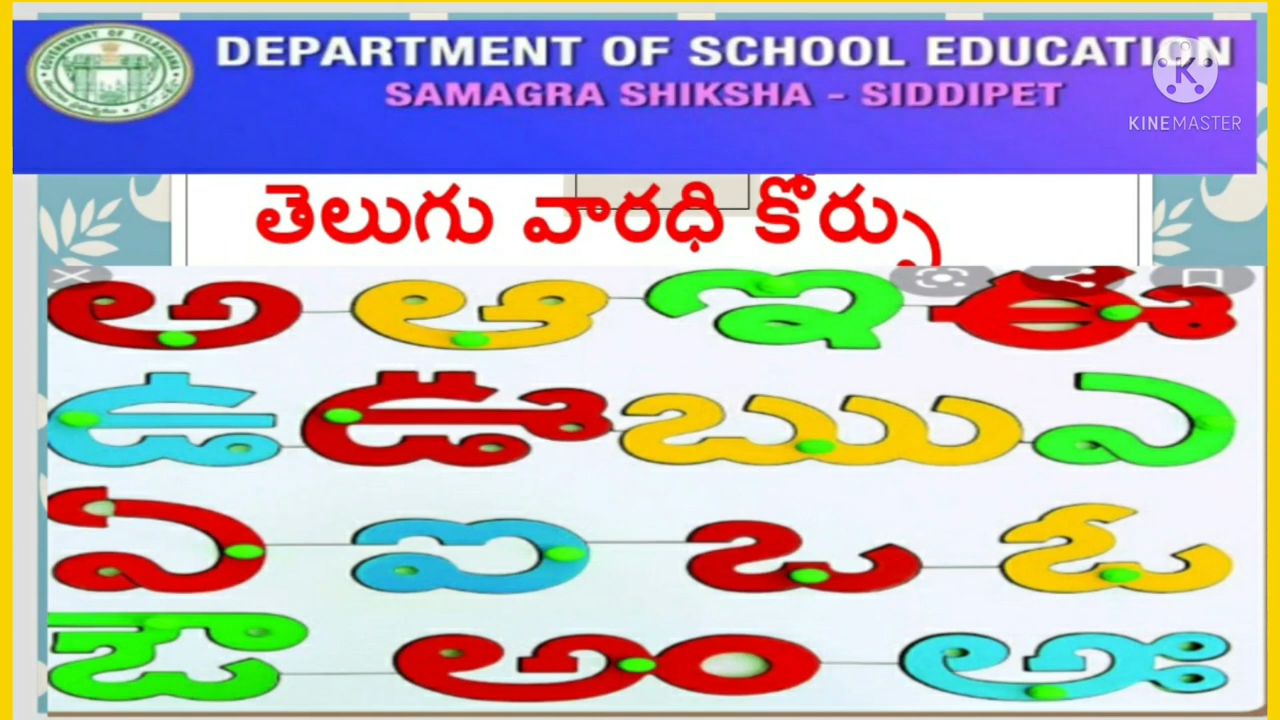 DEPARTMENT OF SCHOOL EDUCATION
SAMAGRA SHIKSHA - SIDDIPET
KINEMASTER
తెలుగు వారధి కోర్సు
అ ఆ ఇ ఈ
ఉ ఊ ఋ ఎ
ఏ ఐ ఒ ఓ
ఔ అం అః